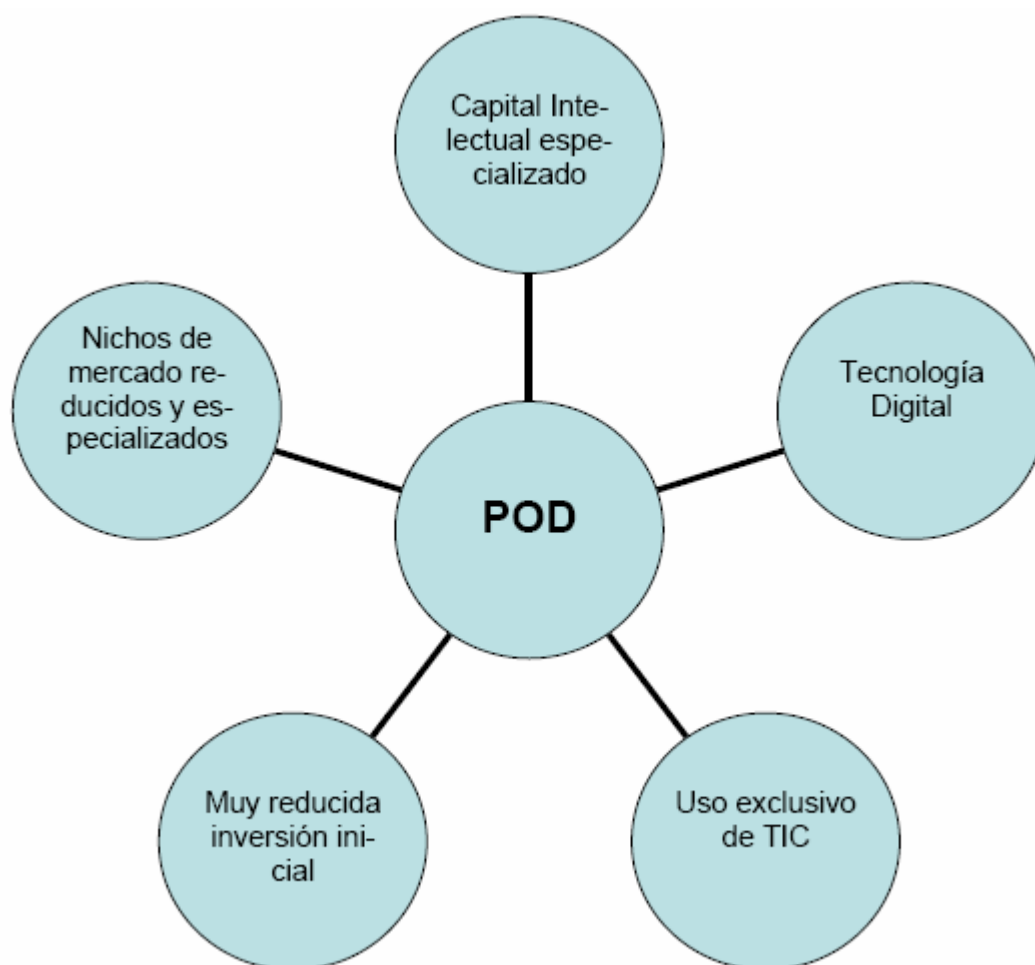 Capital Inte-
lectual espe-
cializado
Nichos de
mercado re-
ducidos y es-
pecializados
Tecnología
Digital
POD
Muy reducida
inversión ini-
cial
Uso exclusivo
de TIC